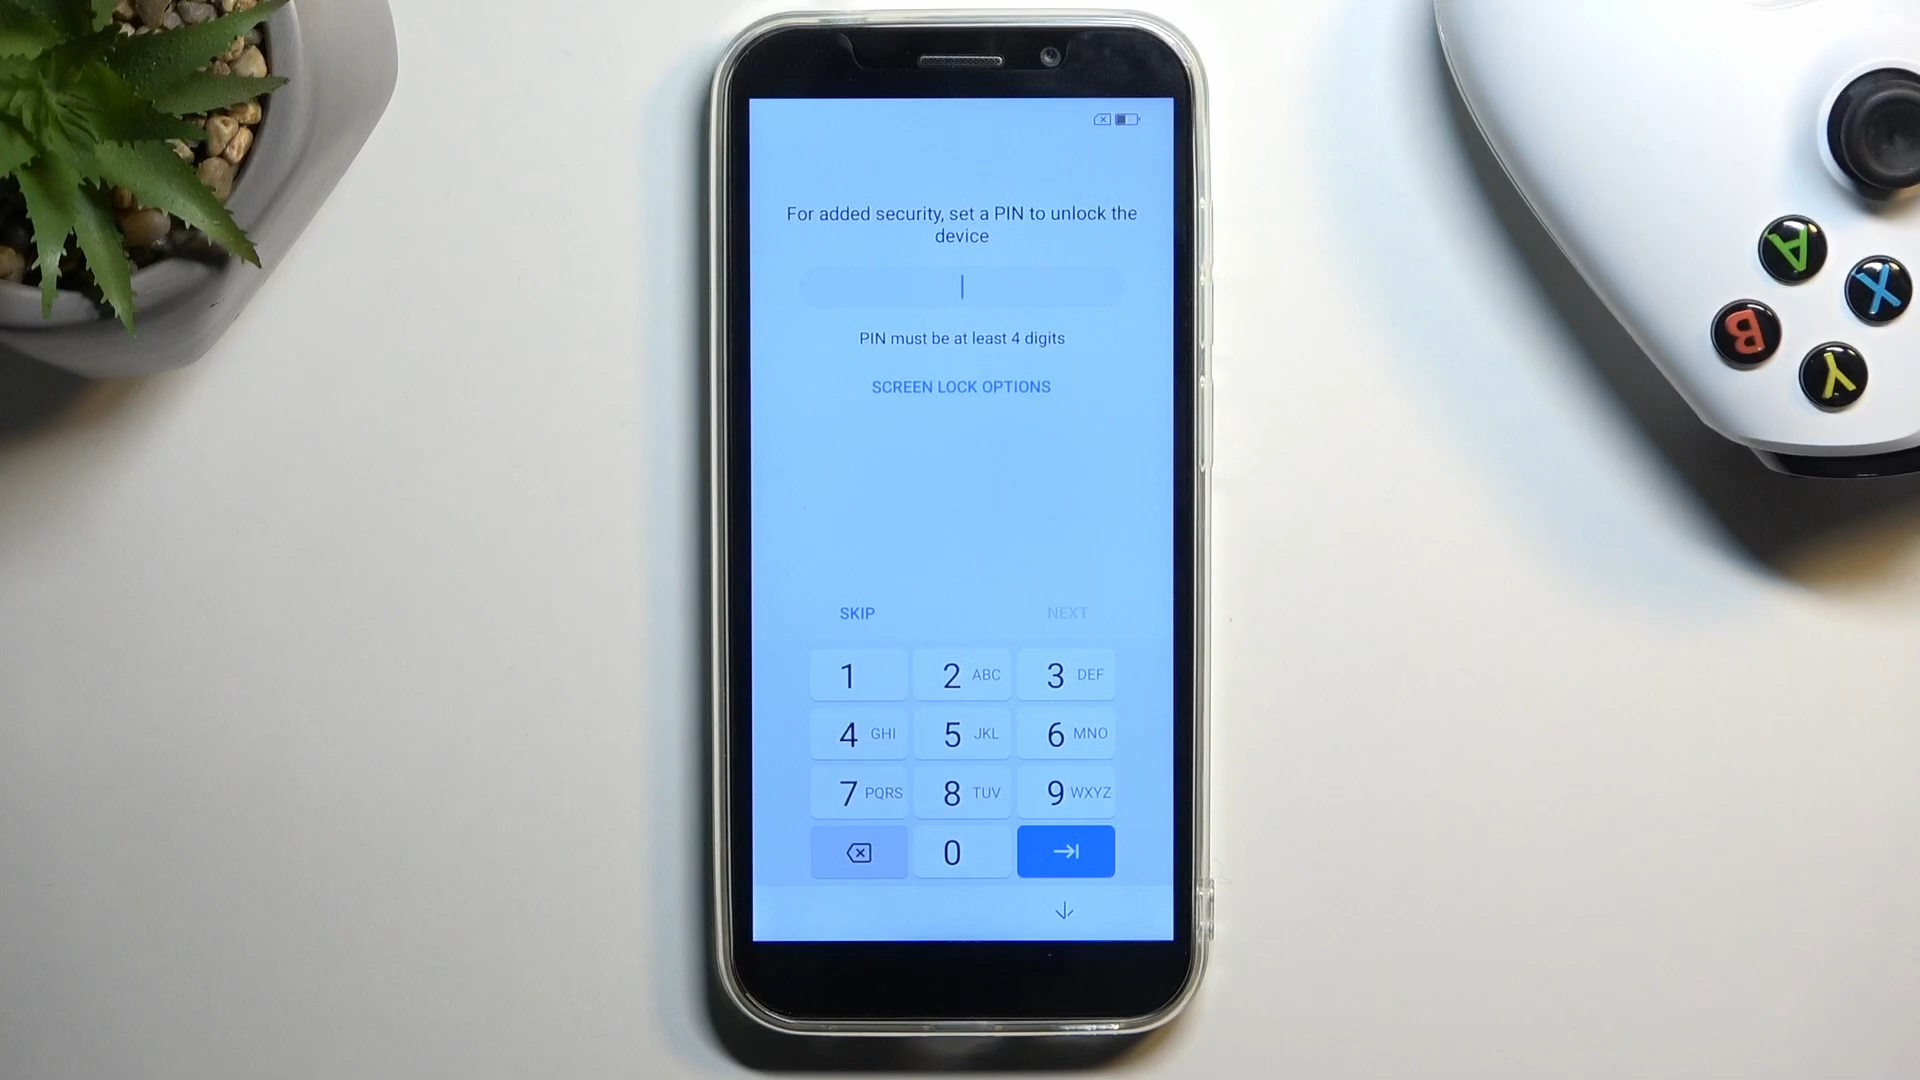 For added security, set a PIN to unlock the
device
PIN must be at least 4 digits
SCREEN LOCK OPTIONS
SKIP NEXT
1 2 ABC 3 DEF
4 GHI 5 JKL 6 MNO
7 PQRS 8 TUV 9 WXYZ
0
A
X
B
Y